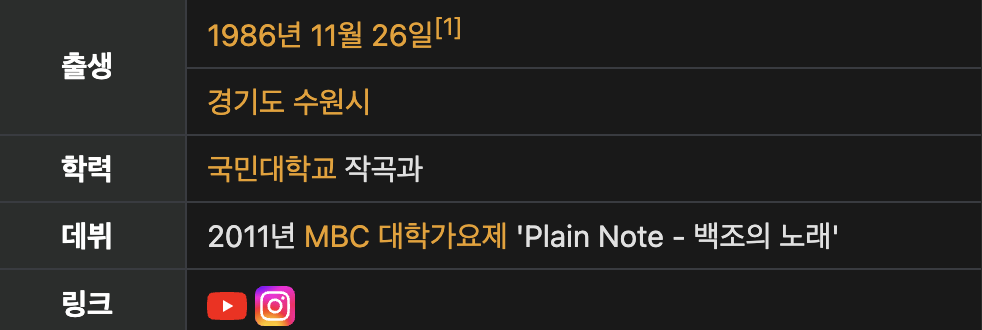 출생
1986년 11월 26일[1]
경기도 수원시
학력
국민대학교 작곡과
데뷔
2011년 MBC 대학가요제 'Plain Note - 백조의 노래'
링크